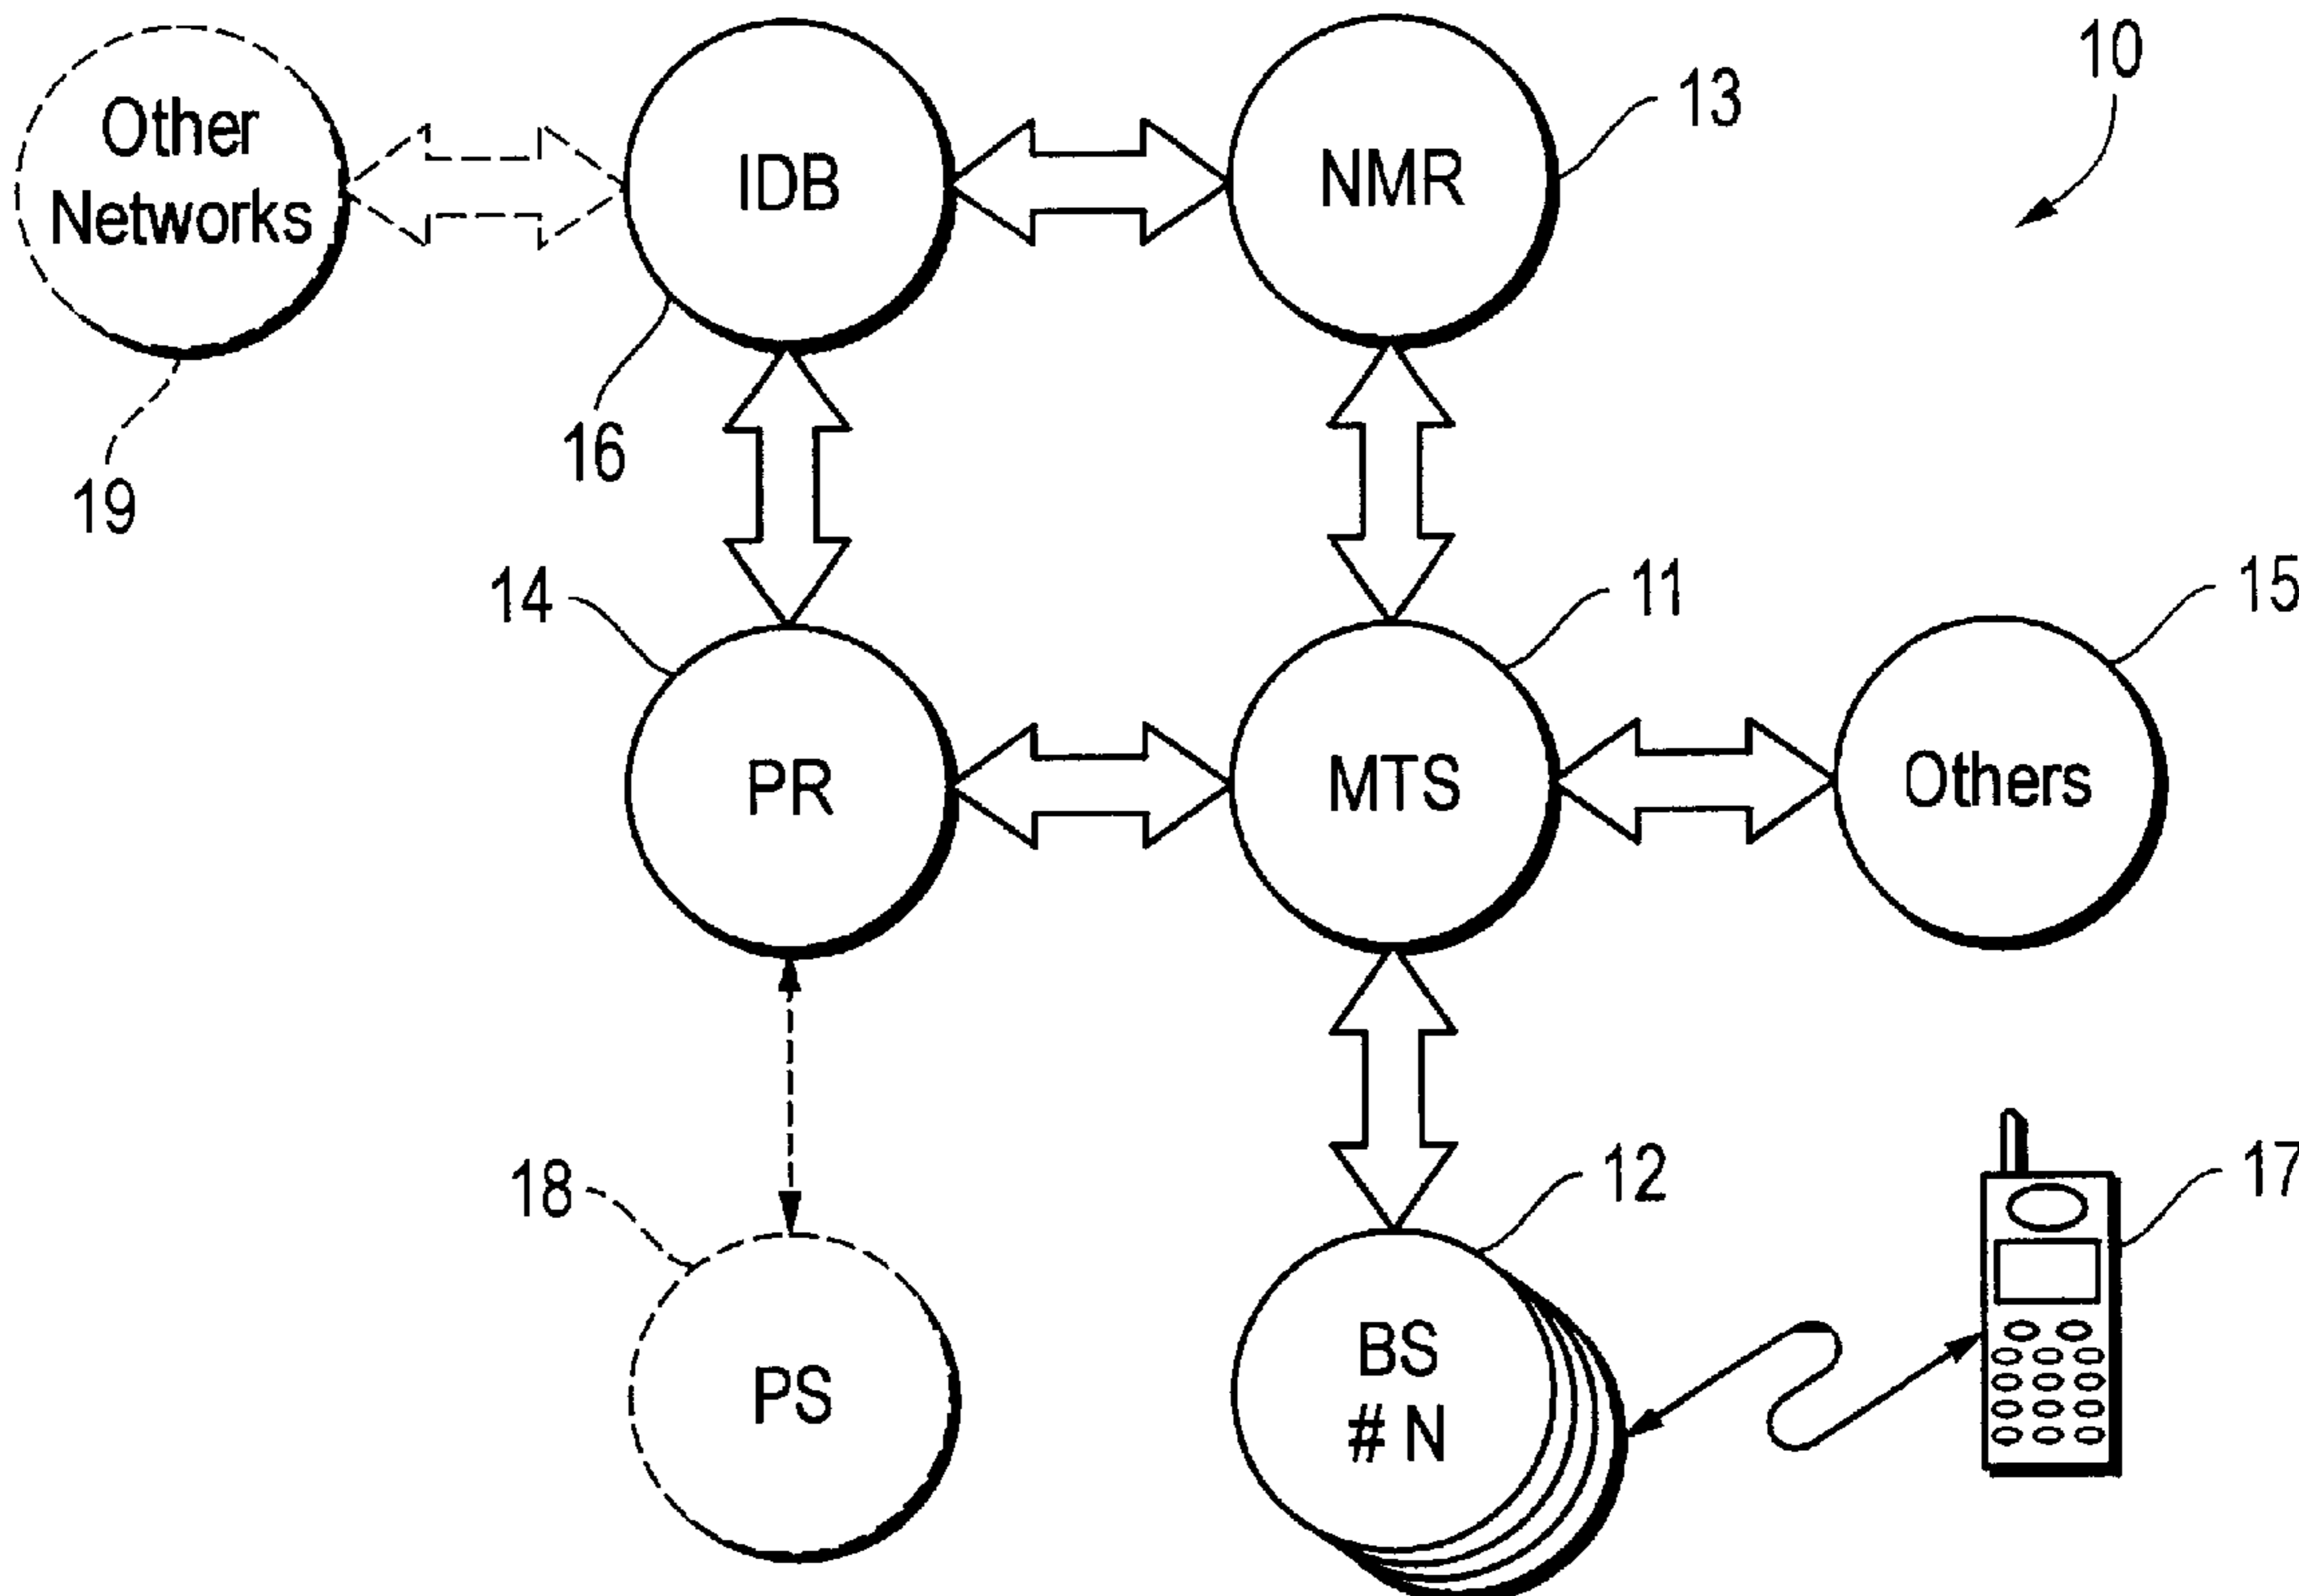 10
Other
Networks
IDB
NMR
13
16
19
14
11
15
PR
MTS
Others
18
12
17
PS
BS
# N